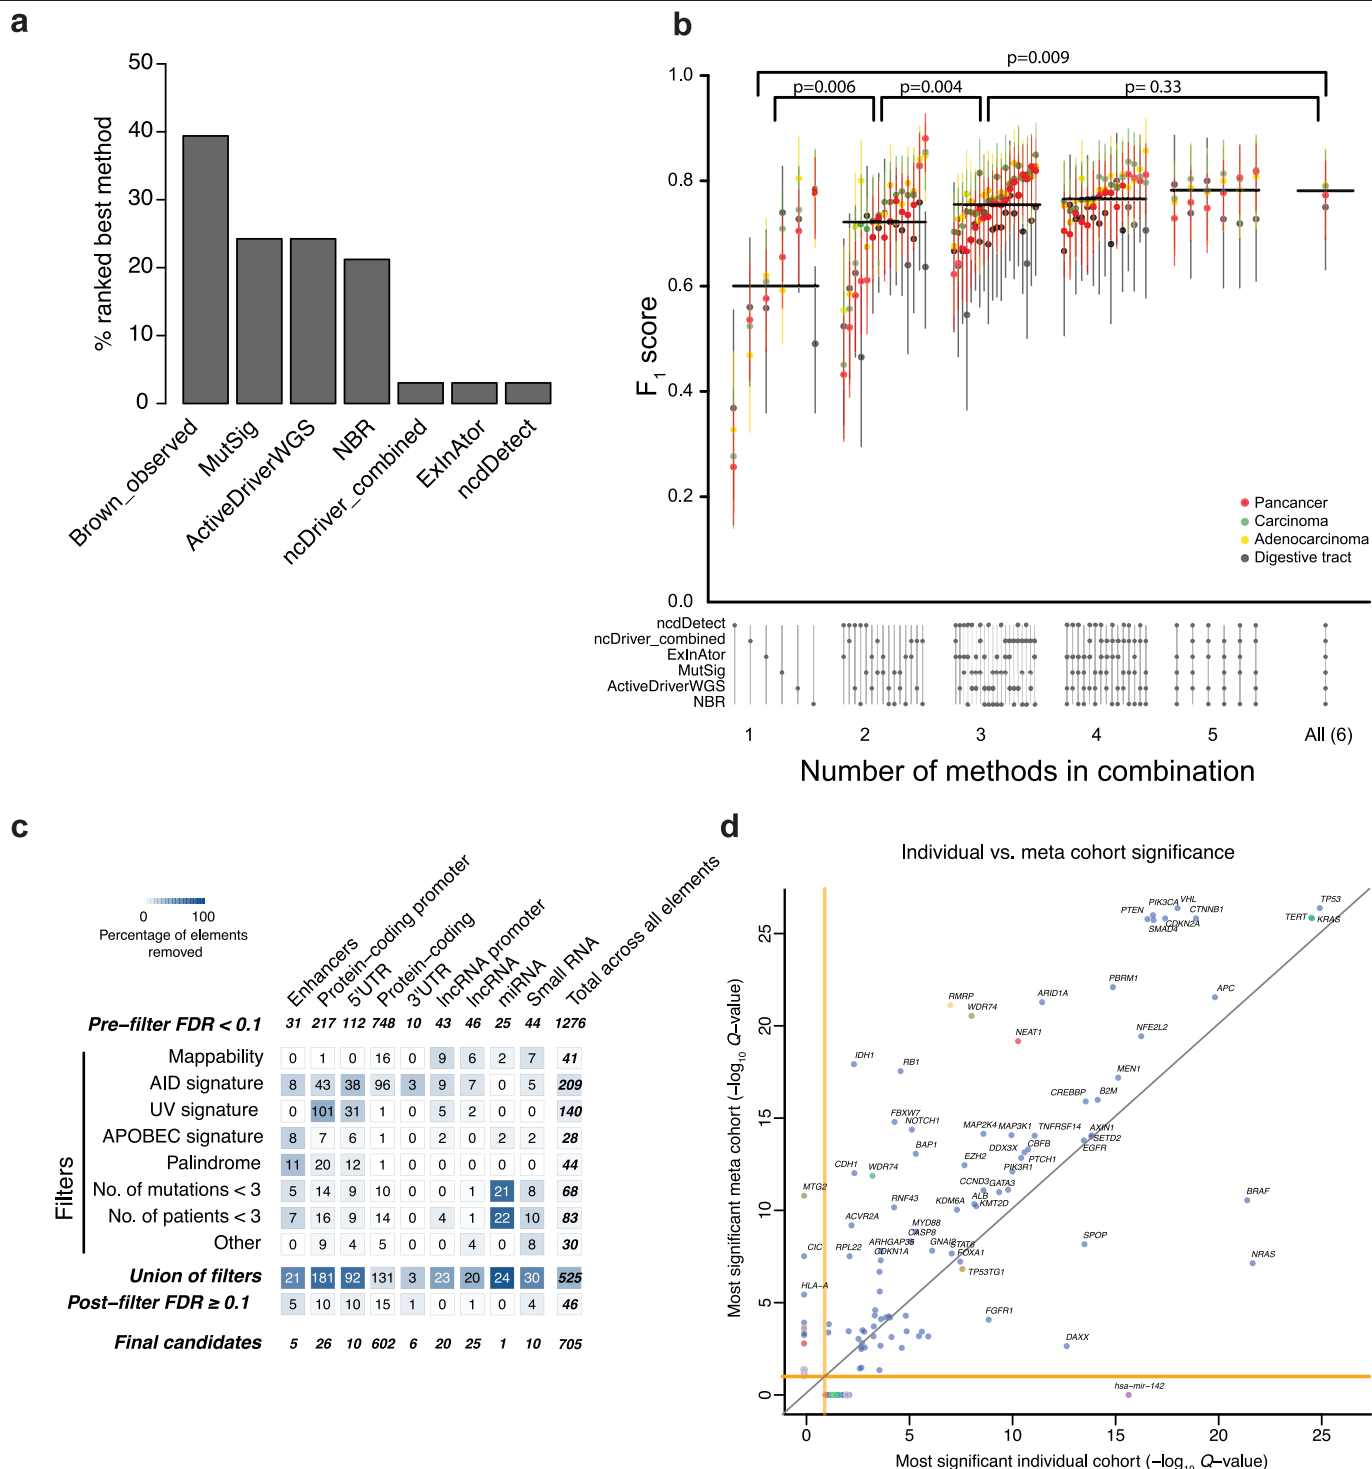 a
50
40
30
20
10
0
% ranked best method
Brown_observed
MutSig
ActiveDriverWGS
NBR
ncDriver_combined
ExInAtor
ncdDetect
b
p=0.009
p=0.006
p=0.004
p= 0.33
1.0
0.8
0.6
0.4
0.2
0.0
F1 score
Pancancer
Carcinoma
Adenocarcinoma
Digestive tract
ncdDetect
ncDriver_combined
ExInAtor
MutSig
ActiveDriverWGS
NBR
1 2 3 4 5 All (6)
Number of methods in combination
c
0 100
Percentage of elements
removed
Enhancers
Protein−coding promoter
5'UTR
Protein−coding
3'UTR
lncRNA promoter
lncRNA
miRNA
Small RNA
Total across all elements
Pre−filter FDR < 0.1 31 217 112 748 10 43 46 25 44 1276
Filters
Mappability 0 1 0 16 0 9 6 2 7 41
AID signature 8 43 38 96 3 9 7 0 5 209
UV signature 0 101 31 1 0 5 2 0 0 140
APOBEC signature 8 7 6 1 0 2 0 2 2 28
Palindrome 11 20 12 1 0 0 0 0 0 44
No. of mutations < 3 5 14 9 10 0 0 1 21 8 68
No. of patients < 3 7 16 9 14 0 4 1 22 10 83
Other 0 9 4 5 0 0 4 0 8 30
Union of filters 21 181 92 131 3 23 20 24 30 525
Post−filter FDR ≥ 0.1 5 10 10 15 1 0 1 0 4 46
Final candidates 5 26 10 602 6 20 25 1 10 705
d
Individual vs. meta cohort significance
Most significant meta cohort (−log10 Q−value)
25
20
15
10
5
0
PIK3CA
VHL
TP53
PTEN
CTNNB1
TERT
KRAS
CDKN2A
SMAD4
PBRM1
APC
RMRP
ARID1A
WDR74
NFE2L2
NEAT1
IDH1
RB1
MEN1
CREBBP
B2M
FBXW7
NOTCH1
MAP2K4
MAP3K1
TNFRSF14
AXIN1
SETD2
EGFR
BAP1
DDX3X
CBFB
EZH2
PTCH1
CDH1
WDR74
PIK3R1
MTG2
CCND3
GATA3
BRAF
RNF43
KDM6A
ALB
KMT2D
ACVR2A
MYD88
CASP8
SPOP
CIC
RPL22
ARHGAP35
CDKN1A
GNAI2
STAT6
FOXA1
NRAS
TP53TG1
HLA−A
FGFR1
DAXX
hsa−mir−142
0 5 10 15 20 25
Most significant individual cohort (−log10 Q−value)